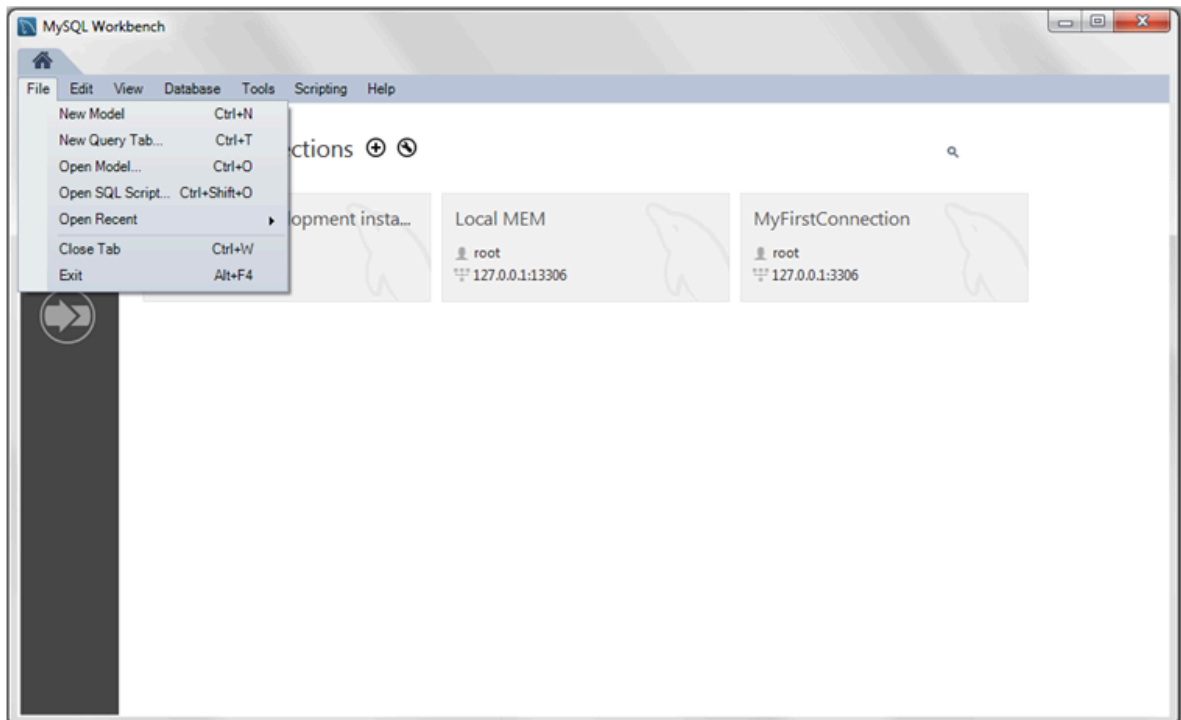 MySQL Workbench
File Edit View Database Tools Scripting Help
New Model Ctrl+N
New Query Tab... Ctrl+T
Open Model... Ctrl+O
Open SQL Script... Ctrl+Shift+O
Open Recent
Close Tab Ctrl+W
Exit Alt+F4
ctions
lopment insta...
Local MEM
root
127.0.0.1:13306
MyFirstConnection
root
127.0.0.1:3306